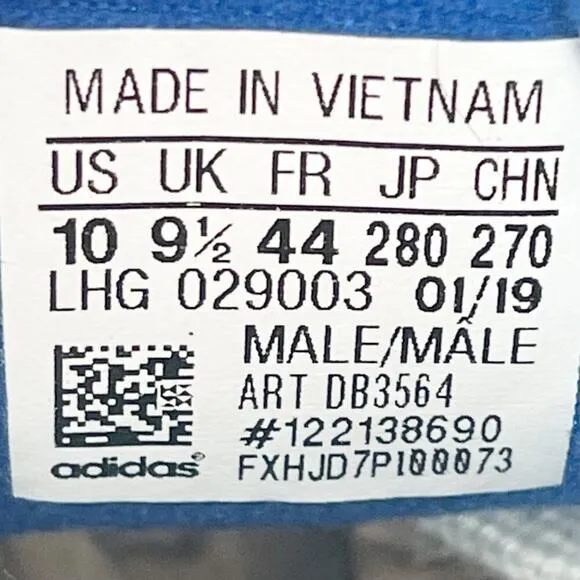 MADE IN VIETNAM
US UK FR JP CHN
10 9½ 44 280 270
LHG 029003 01/19
MALE/MÂLE
ART DB3564
#122138690
adidas® FXHJD7P100073